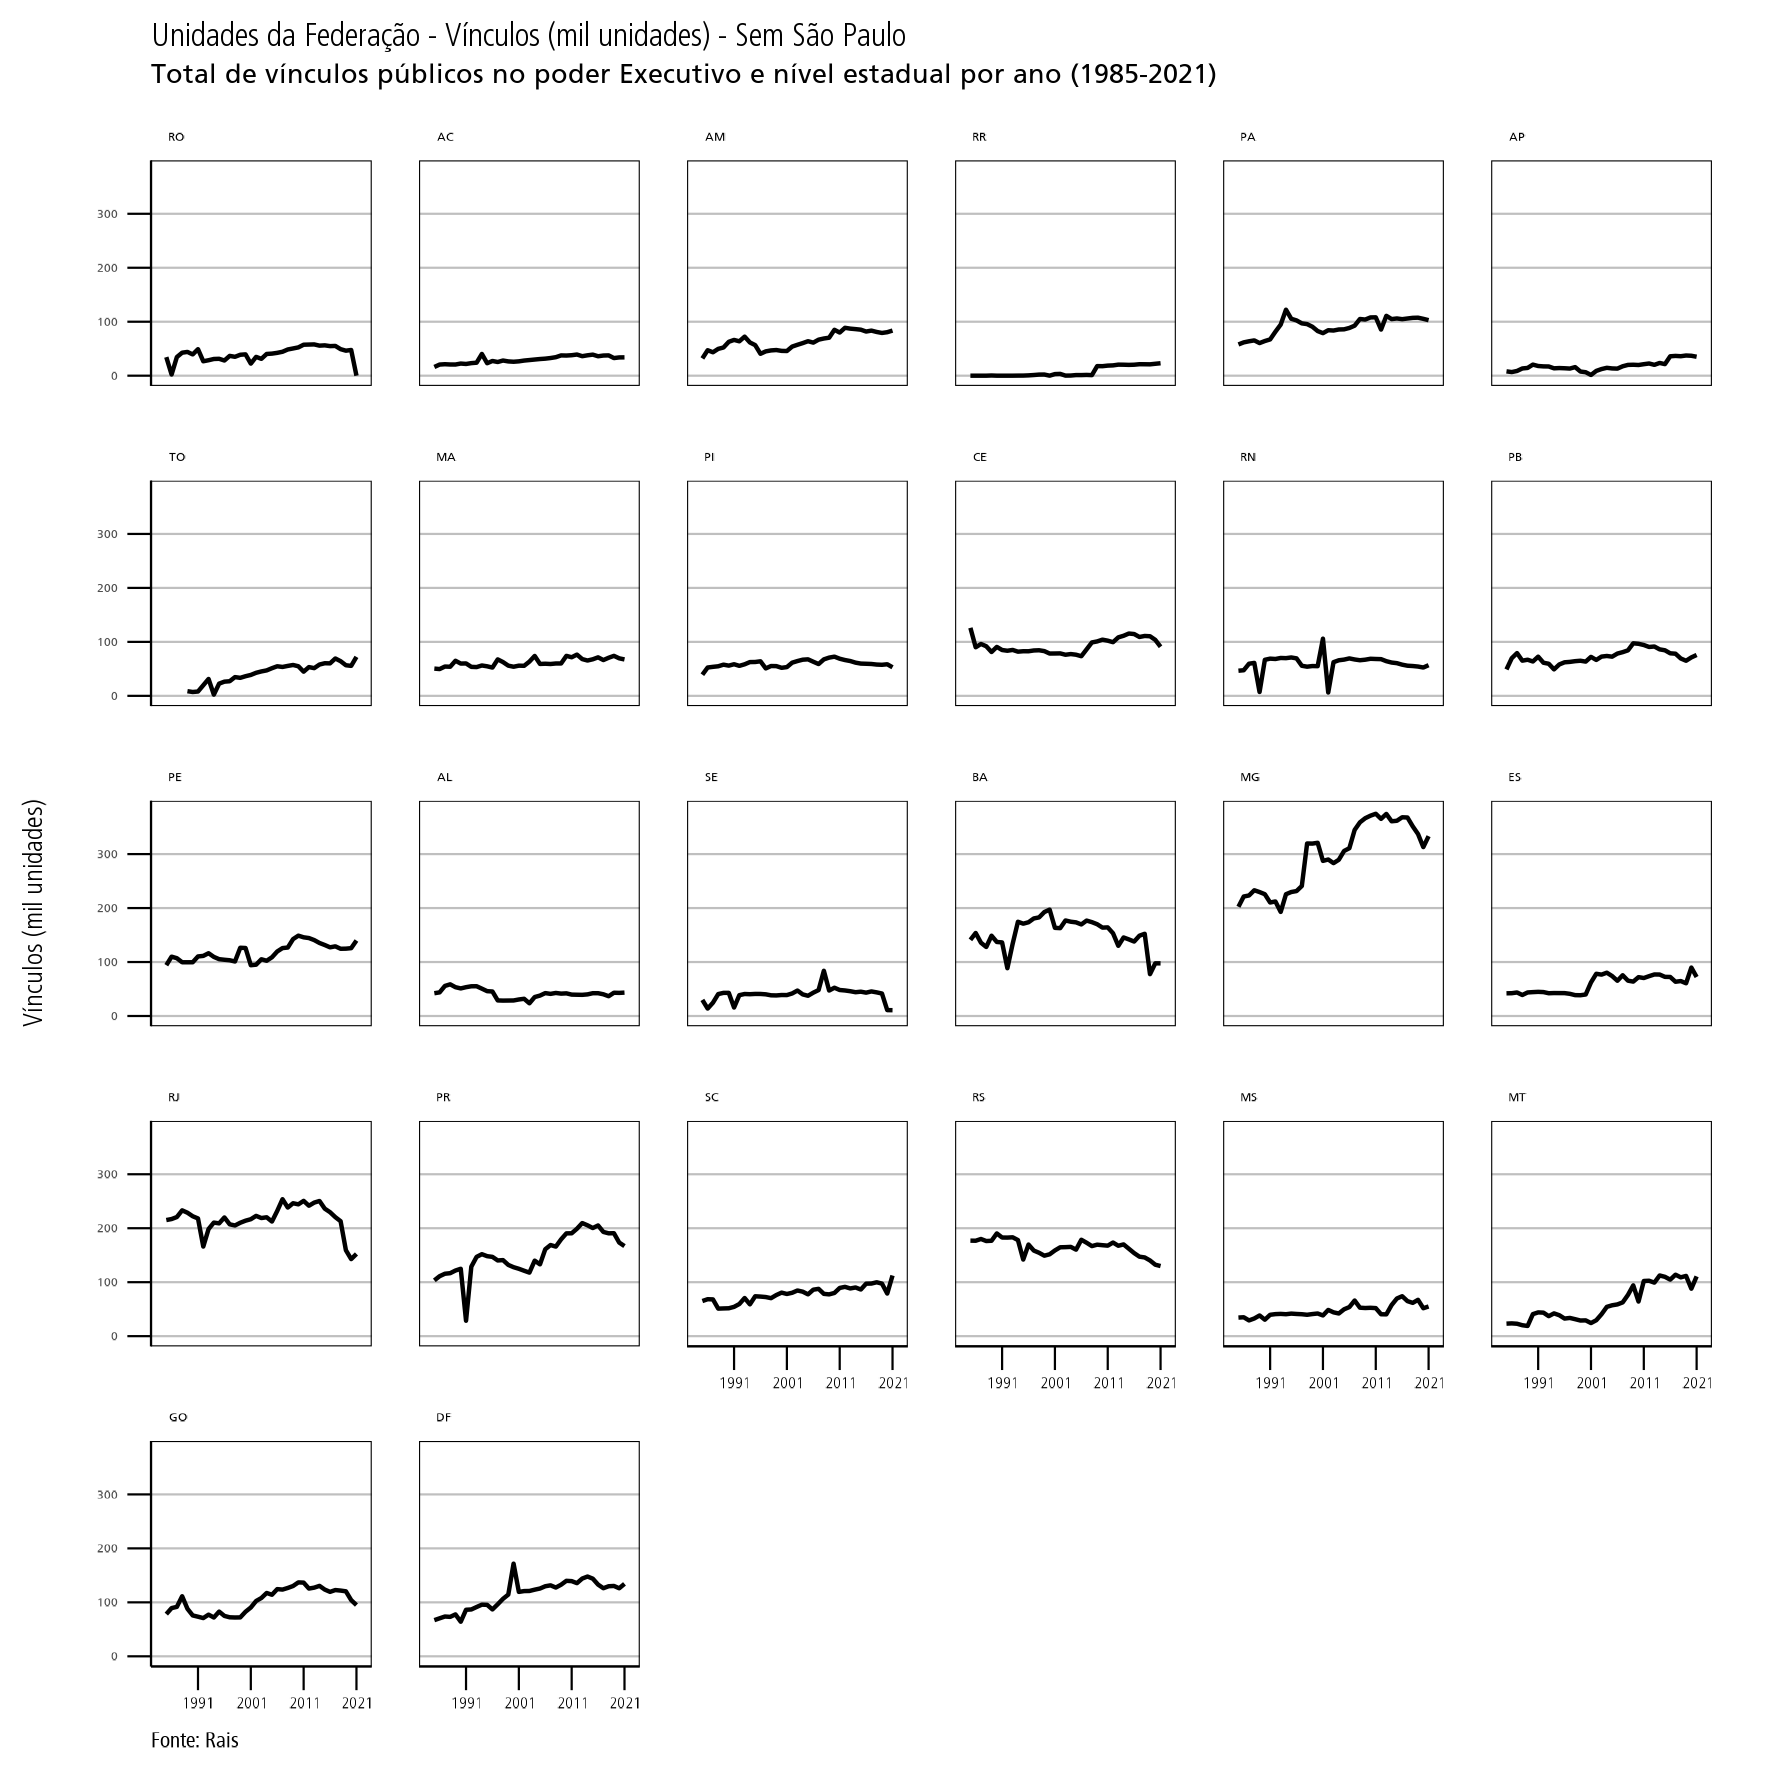 Unidades da Federação - Vínculos (mil unidades) - Sem São Paulo
Total de vínculos públicos no poder Executivo e nível estadual por ano (1985-2021)
RO AC AM RR PA AP
300
200
100
0
TO MA PI CE RN PB
300
200
100
0
PE AL SE BA MG ES
Vínculos (mil unidades)
300
200
100
0
RJ PR SC RS MS MT
300
200
100
0
1991 2001 2011 2021 1991 2001 2011 2021 1991 2001 2011 2021 1991 2001 2011 2021
GO DF
300
200
100
0
1991 2001 2011 2021 1991 2001 2011 2021
Fonte: Rais